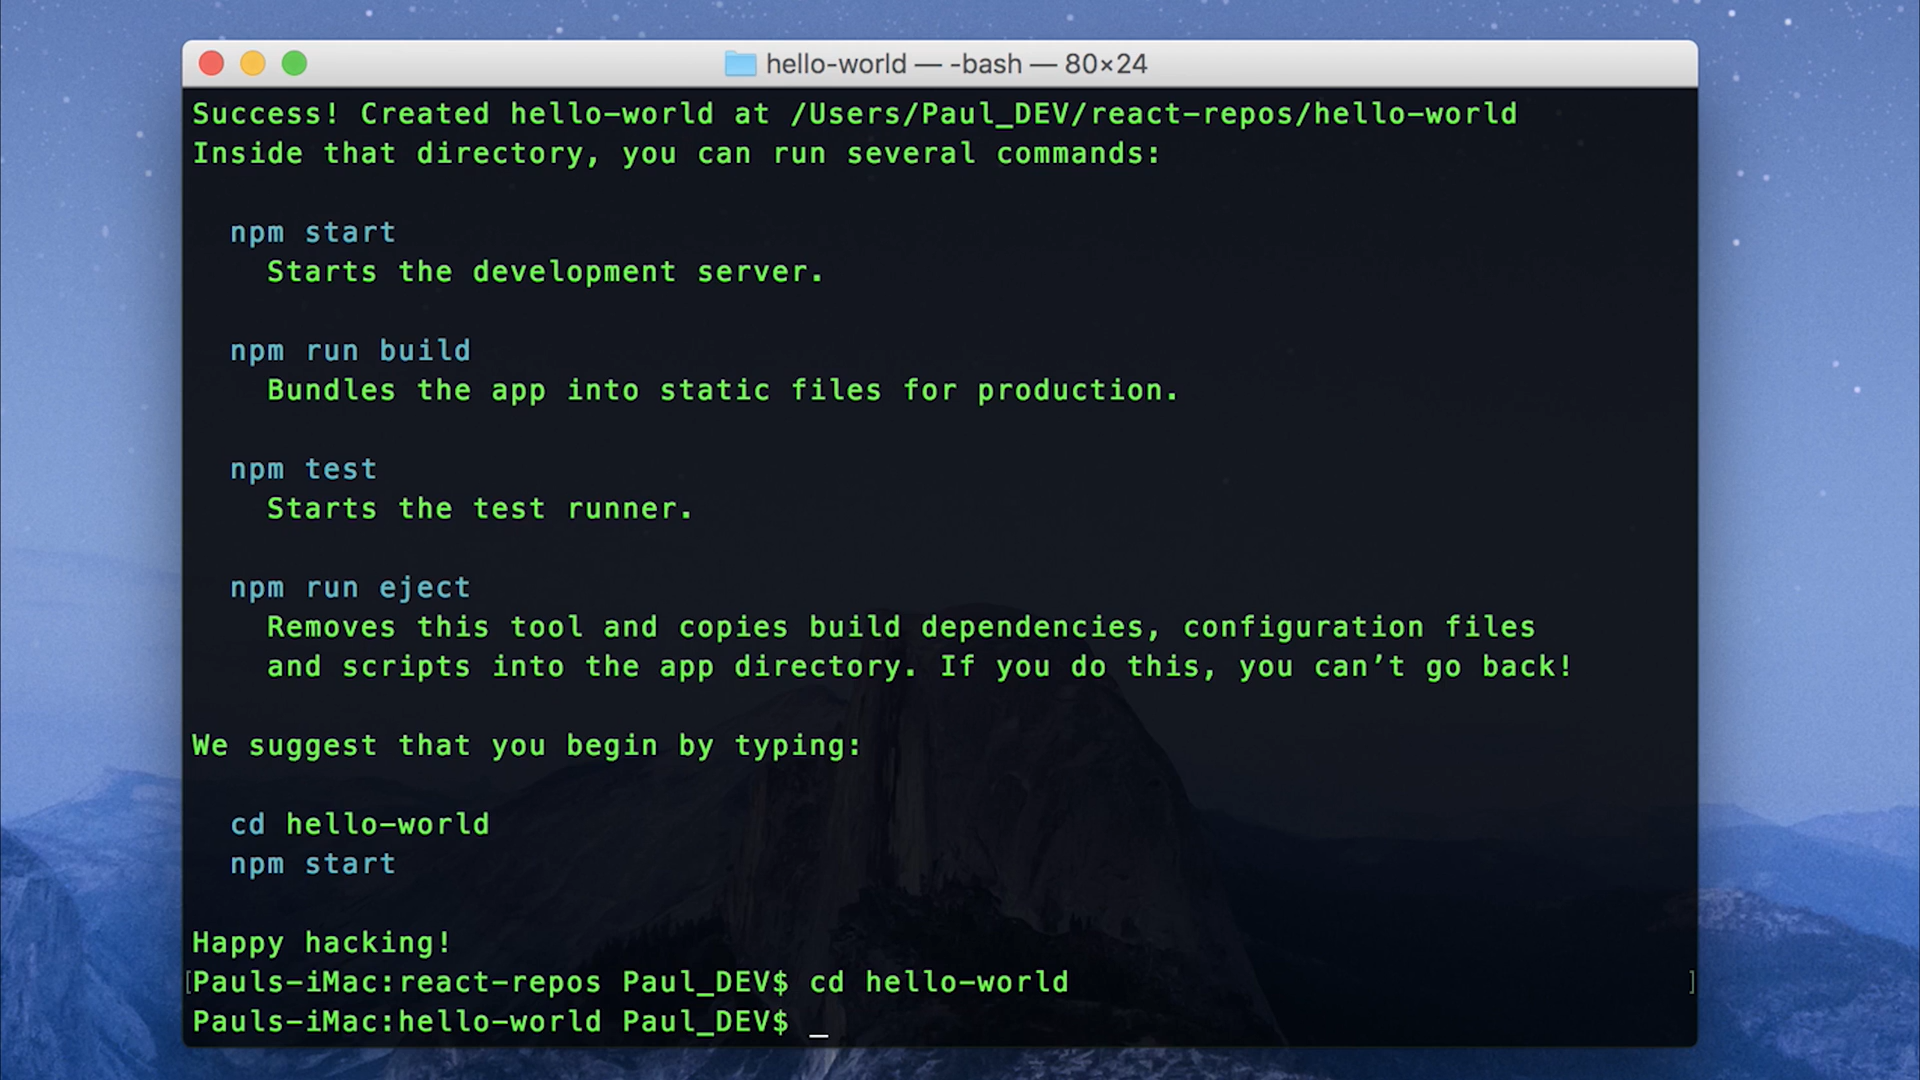 hello-world — -bash — 80×24
Success! Created hello-world at /Users/Paul_DEV/react-repos/hello-world
Inside that directory, you can run several commands:
npm start
Starts the development server.
npm run build
Bundles the app into static files for production.
npm test
Starts the test runner.
npm run eject
Removes this tool and copies build dependencies, configuration files
and scripts into the app directory. If you do this, you can’t go back!
We suggest that you begin by typing:
cd hello-world
npm start
Happy hacking!
[Pauls-iMac:react-repos Paul_DEV$ cd hello-world ]
Pauls-iMac:hello-world Paul_DEV$ _